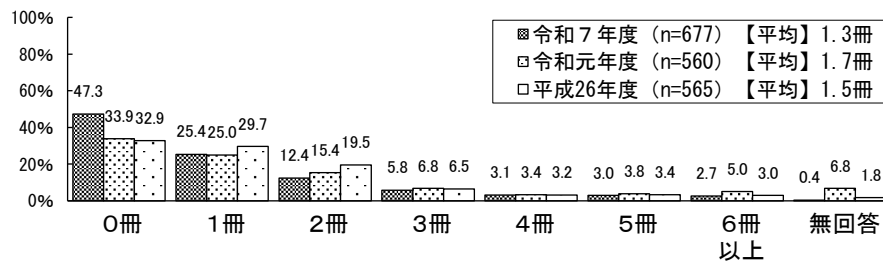 100%
80%
60%
40%
20%
0%
令和７年度（n=677）【平均】1.3冊
令和元年度（n=560）【平均】1.7冊
平成26年度（n=565）【平均】1.5冊
47.3 33.9 32.9
25.4 25.0 29.7
12.4 15.4 19.5
5.8 6.8 6.5
3.1 3.4 3.2
3.0 3.8 3.4
2.7 5.0 3.0
0.4 6.8 1.8
０冊 １冊 ２冊 ３冊 ４冊 ５冊 ６冊 無回答
以上